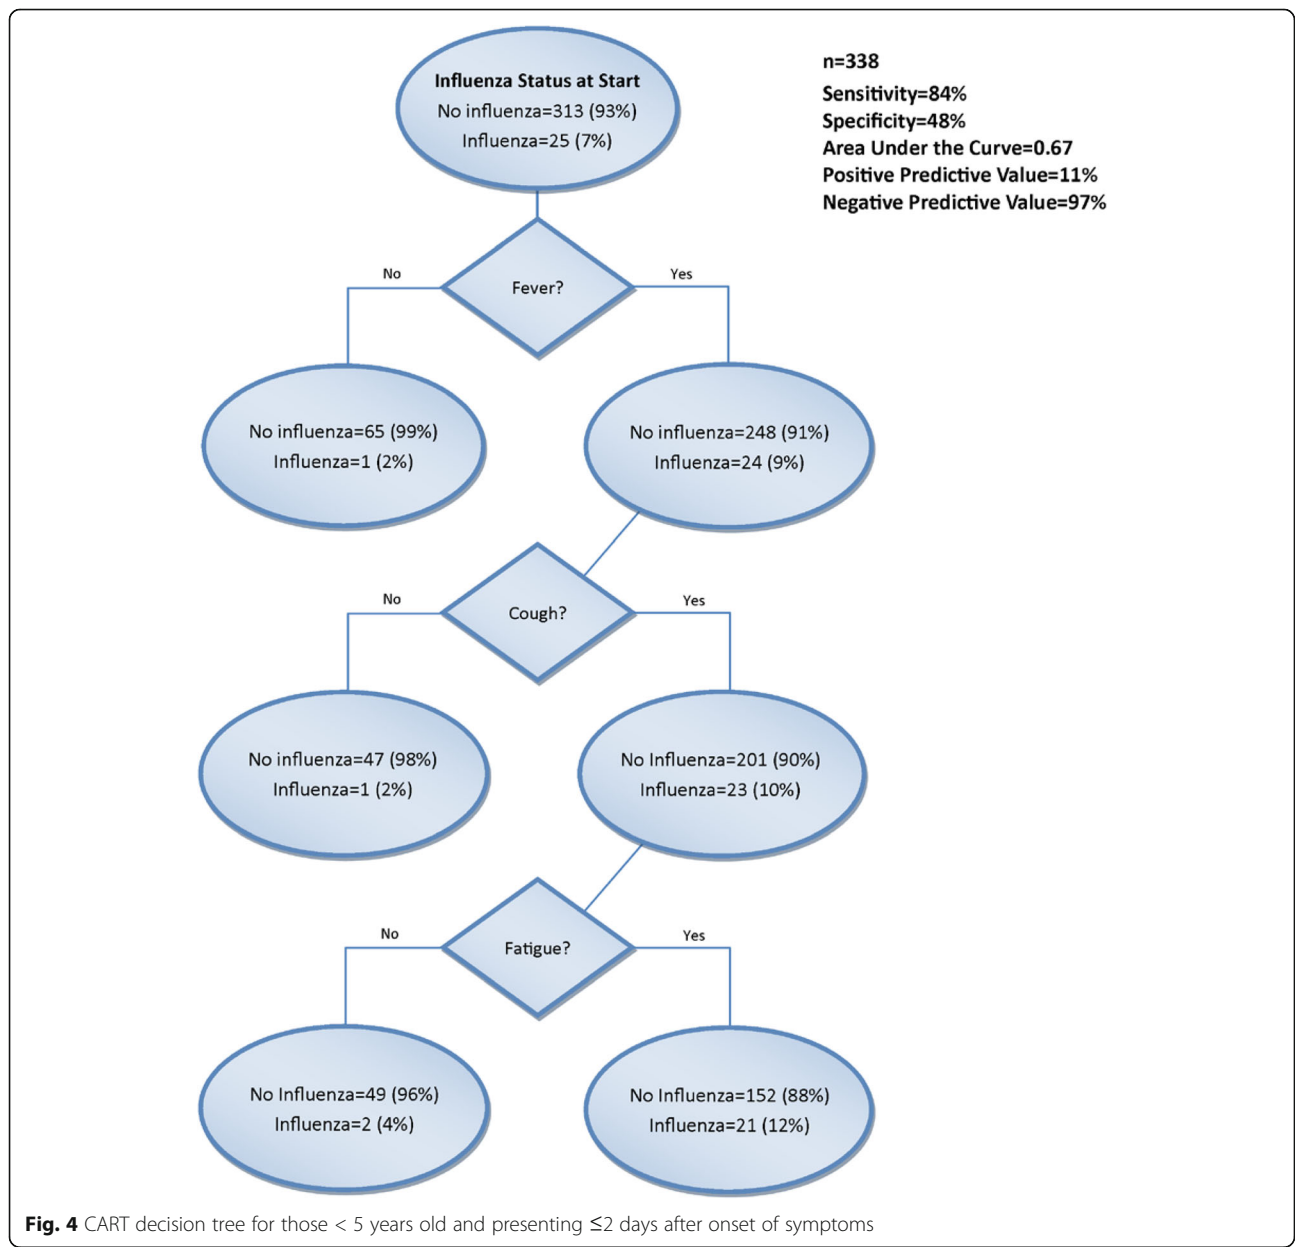 Influenza Status at Start
No influenza=313 (93%)
Influenza=25 (7%)
n=338
Sensitivity=84%
Specificity=48%
Area Under the Curve=0.67
Positive Predictive Value=11%
Negative Predictive Value=97%
Fever?
No
Yes
No influenza=65 (99%)
Influenza=1 (2%)
No influenza=248 (91%)
Influenza=24 (9%)
Cough?
No
Yes
No influenza=47 (98%)
Influenza=1 (2%)
No Influenza=201 (90%)
Influenza=23 (10%)
Fatigue?
No
Yes
No Influenza=49 (96%)
Influenza=2 (4%)
No Influenza=152 (88%)
Influenza=21 (12%)
Fig. 4 CART decision tree for those < 5 years old and presenting ≤2 days after onset of symptoms